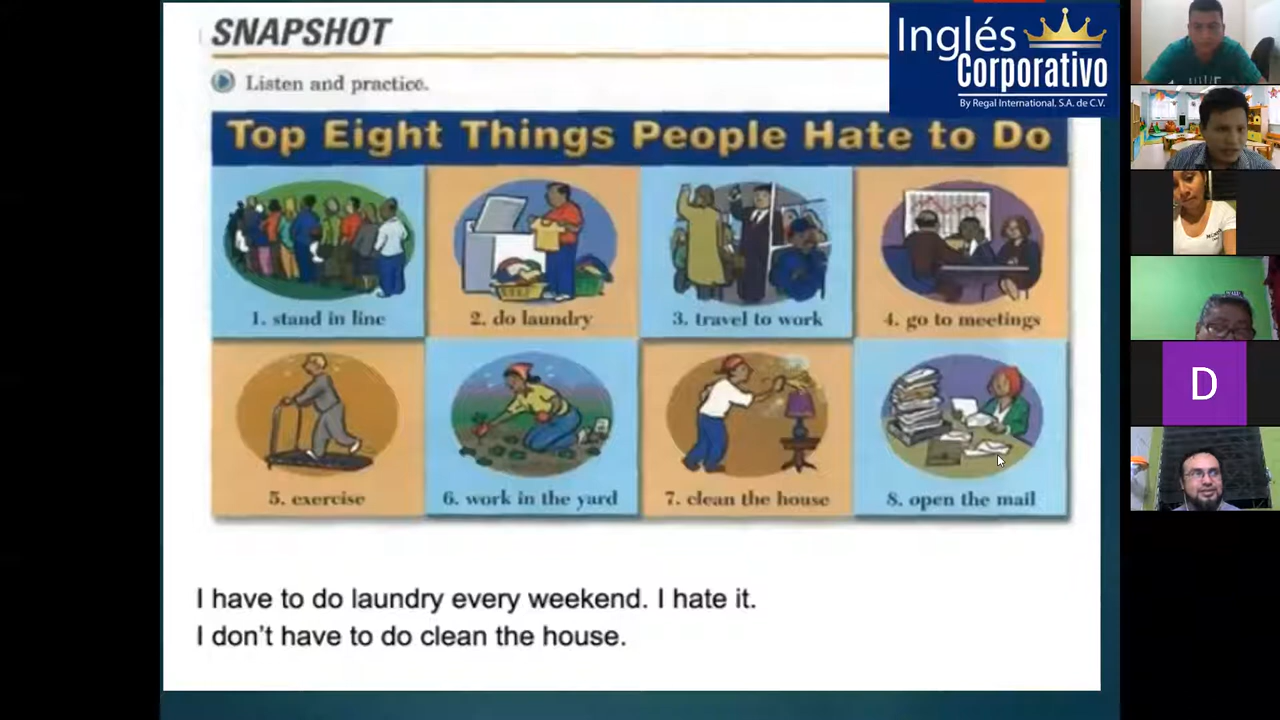 SNAPSHOT
Listen and practice.
Inglés
Corporativo
By Regal International, S.A. de C.V.
Top Eight Things People Hate to Do
1. stand in line
2. do laundry
3. travel to work
4. go to meetings
5. exercise
6. work in the yard
7. clean the house
8. open the mail
I have to do laundry every weekend. I hate it.
I don't have to do clean the house.
D